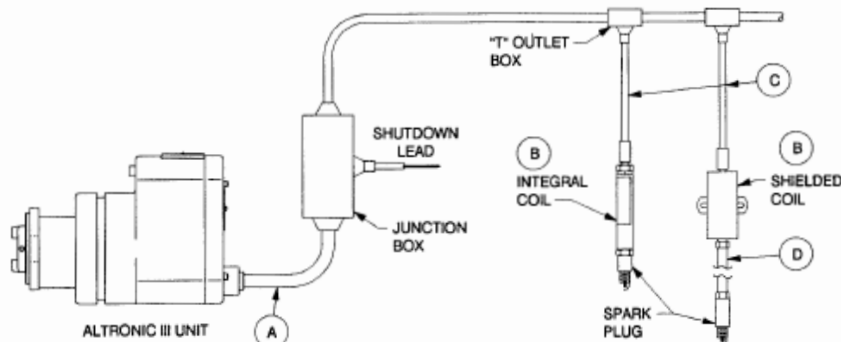 "T" OUTLET
BOX
C
SHUTDOWN
LEAD
B
INTEGRAL
COIL
B
SHIELDED
COIL
JUNCTION
BOX
D
SPARK
PLUG
ALTRONIC III UNIT
A